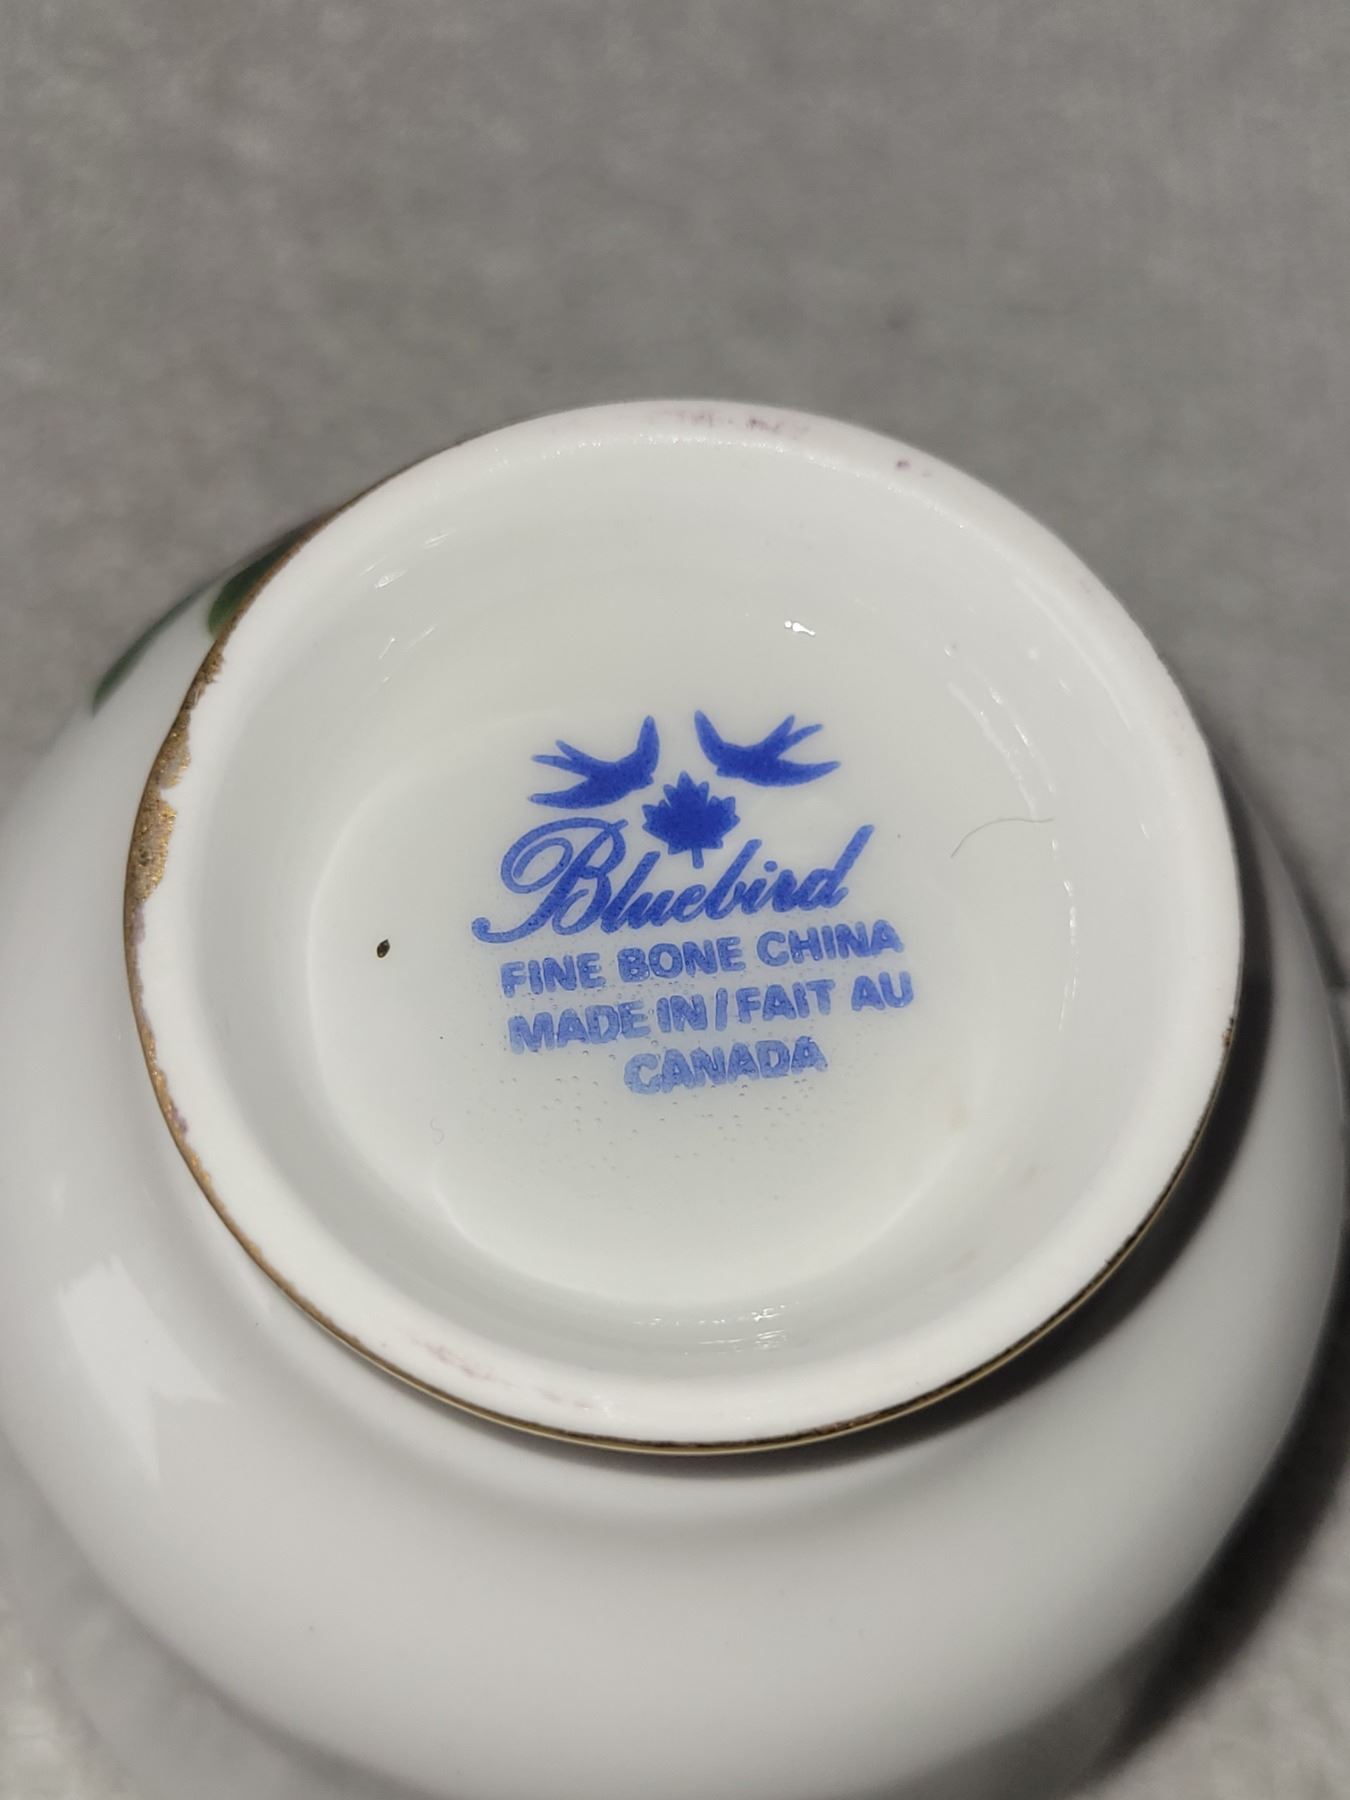 Bluebird
FINE BONE CHINA
MADE IN / FAIT AU
CANADA